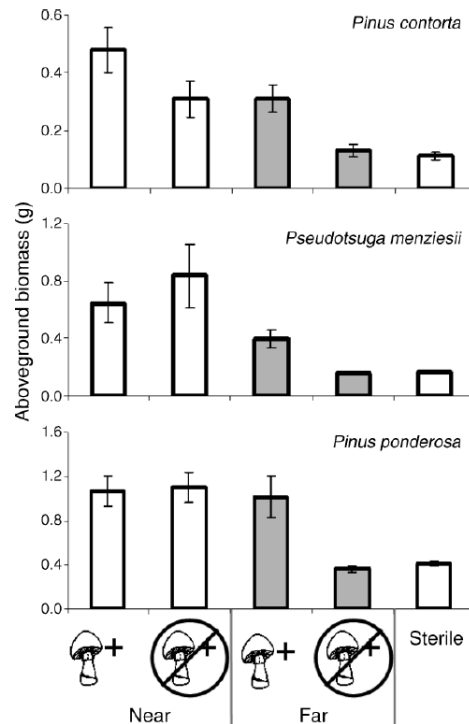 Aboveground biomass (g)
Pinus contorta
0.6
0.4
0.2
0.0
Pseudotsuga menziesii
1.2
0.8
0.4
0.0
Pinus ponderosa
1.6
1.2
0.8
0.4
0.0
+ + + + Sterile
Near Far